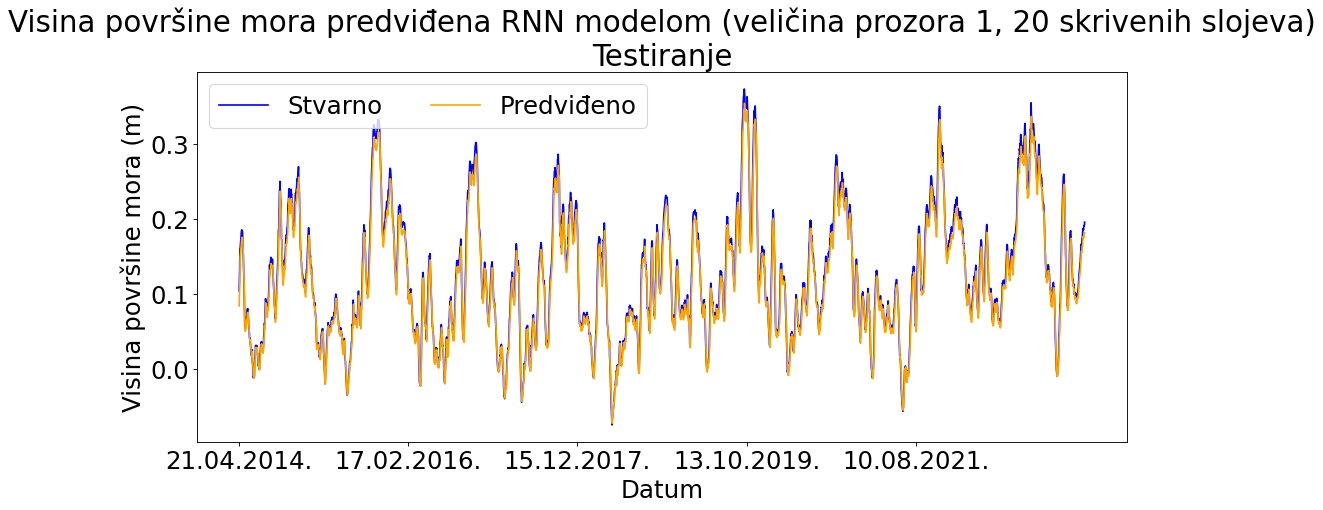 Visina površine mora predviđena RNN modelom (veličina prozora 1, 20 skrivenih slojeva)
Testiranje
Stvarno
Predviđeno
Visina površine mora (m)
0.3
0.2
0.1
0.0
21.04.2014.
17.02.2016.
15.12.2017.
13.10.2019.
10.08.2021.
Datum